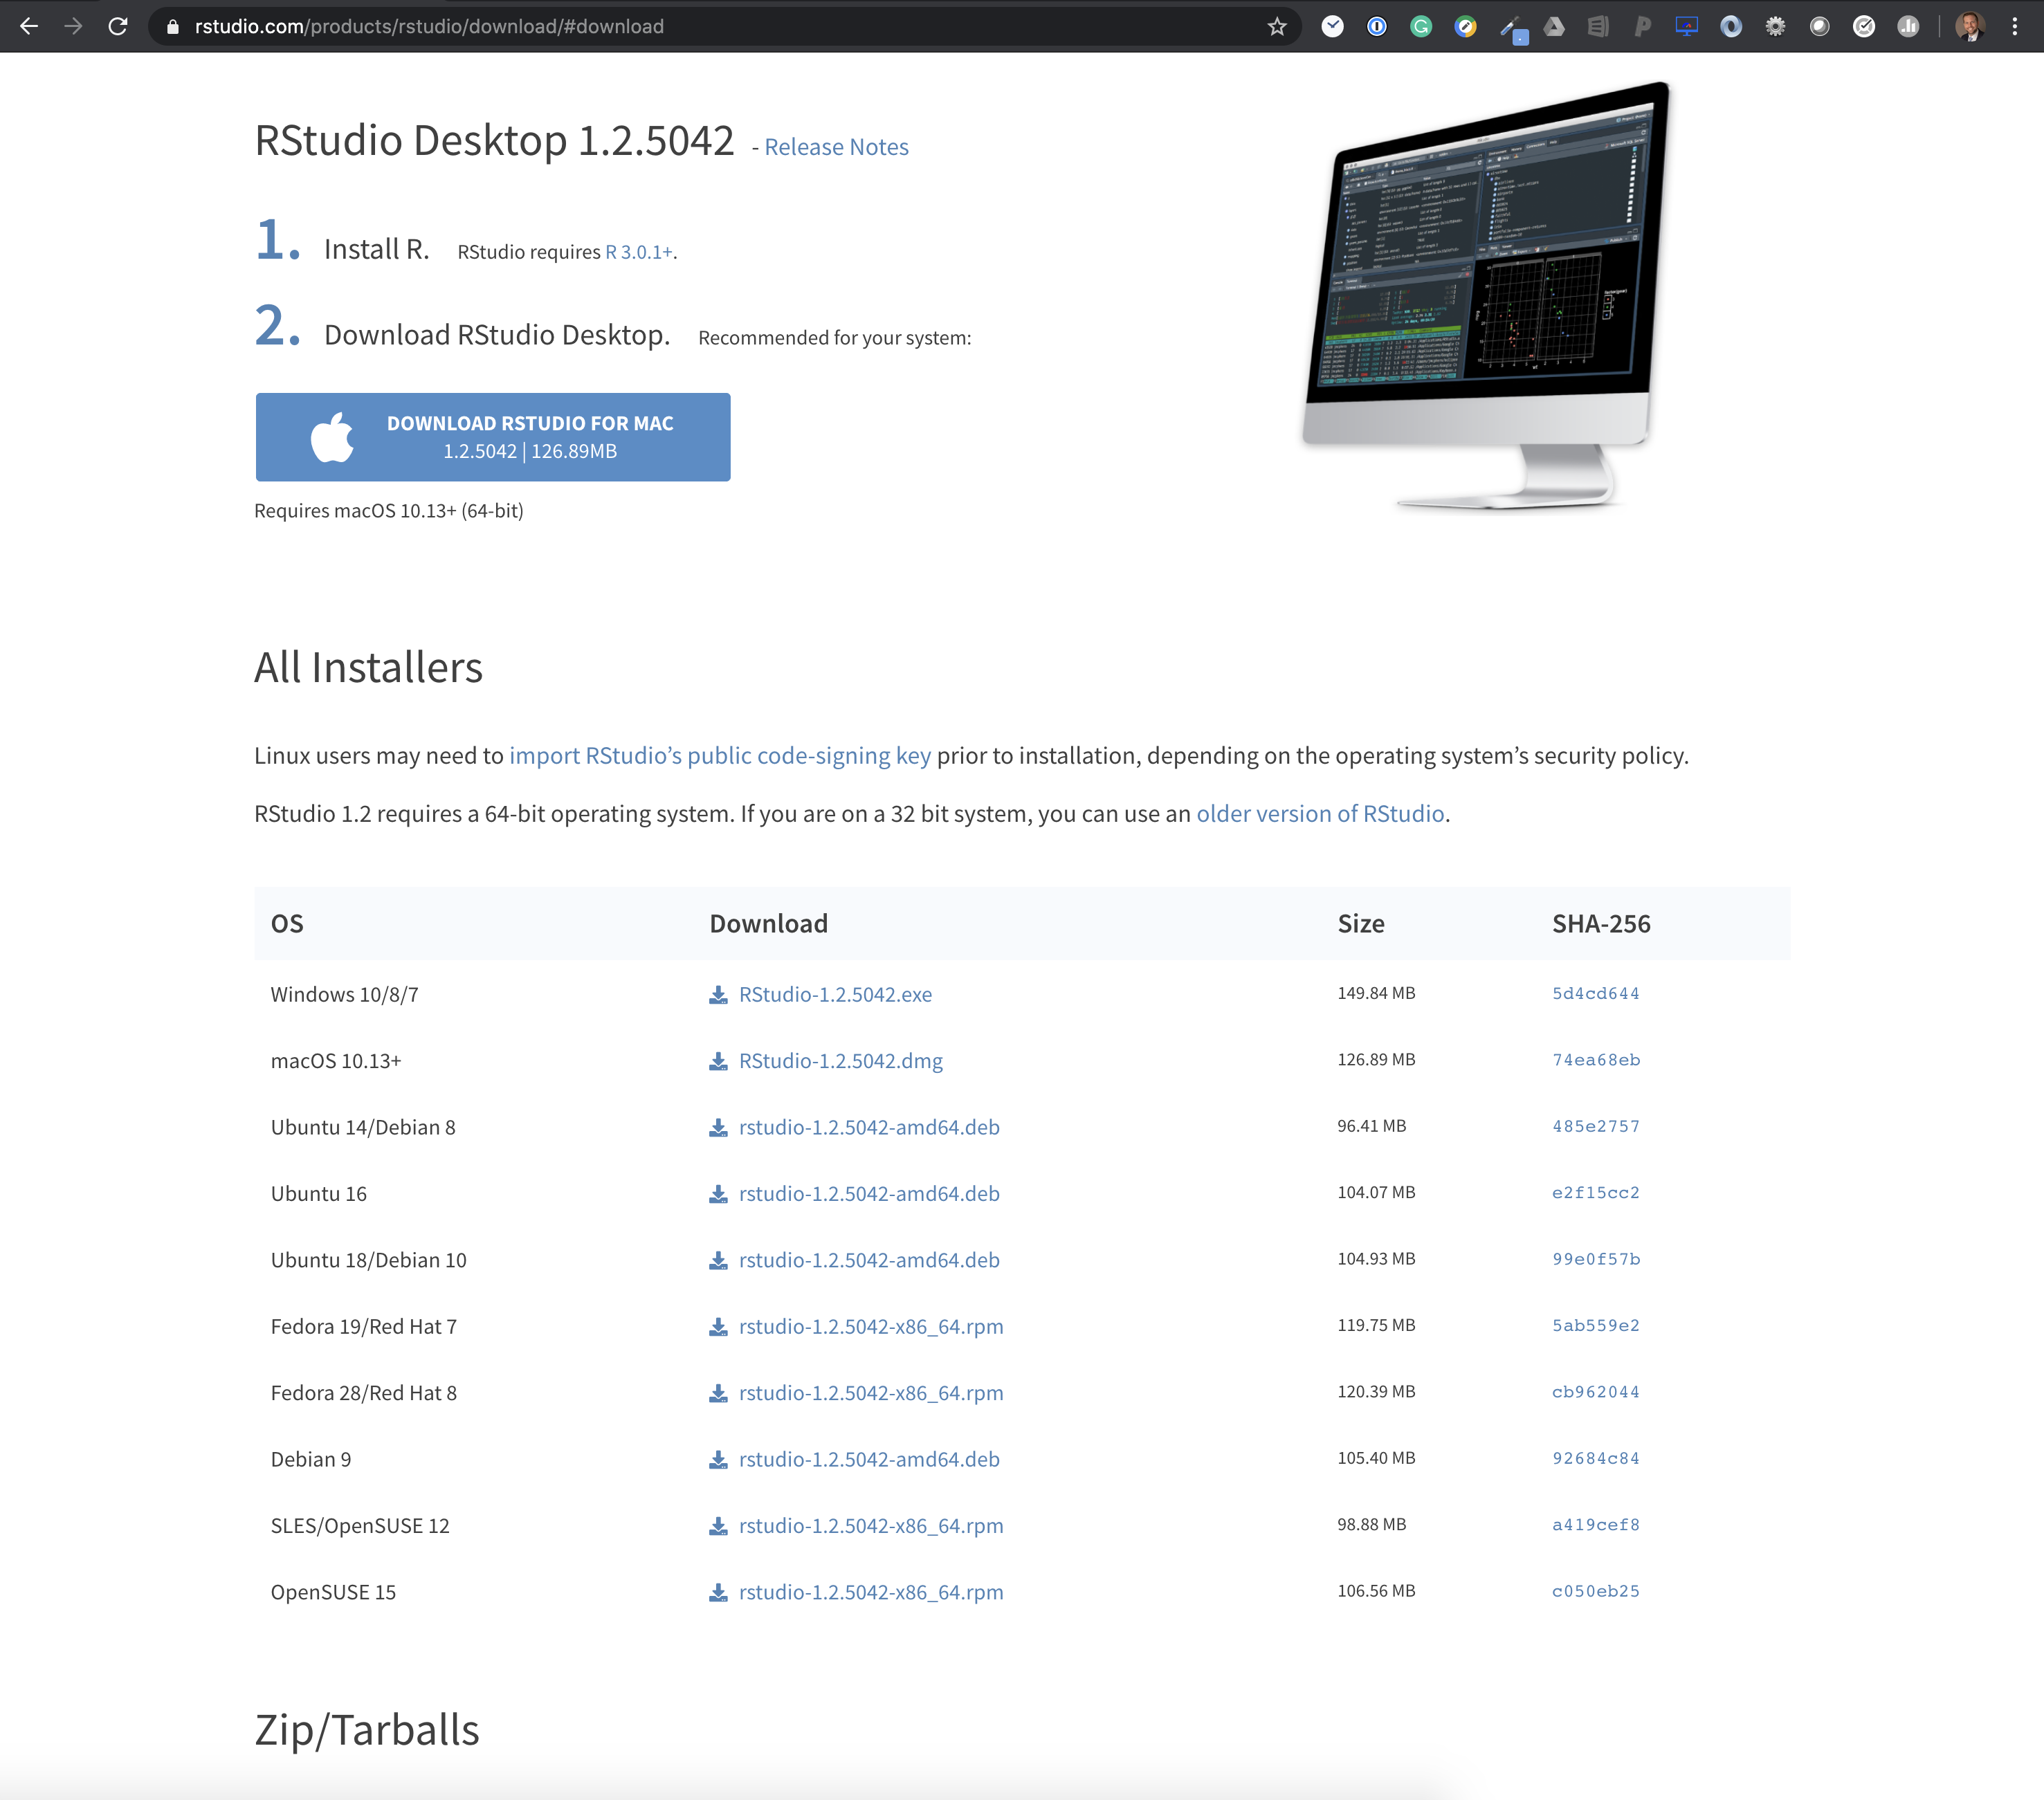 rstudio.com/products/rstudio/download/#download
RStudio Desktop 1.2.5042 - Release Notes
1. Install R. RStudio requires R 3.0.1+.
2. Download RStudio Desktop. Recommended for your system:
DOWNLOAD RSTUDIO FOR MAC
1.2.5042 | 126.89MB
Requires macOS 10.13+ (64-bit)
All Installers
Linux users may need to import RStudio’s public code-signing key prior to installation, depending on the operating system’s security policy.
RStudio 1.2 requires a 64-bit operating system. If you are on a 32 bit system, you can use an older version of RStudio.
OS Download Size SHA-256
Windows 10/8/7 RStudio-1.2.5042.exe 149.84 MB 5d4cd644
macOS 10.13+ RStudio-1.2.5042.dmg 126.89 MB 74ea68eb
Ubuntu 14/Debian 8 rstudio-1.2.5042-amd64.deb 96.41 MB 485e2757
Ubuntu 16 rstudio-1.2.5042-amd64.deb 104.07 MB e2f15cc2
Ubuntu 18/Debian 10 rstudio-1.2.5042-amd64.deb 104.93 MB 99e0f57b
Fedora 19/Red Hat 7 rstudio-1.2.5042-x86_64.rpm 119.75 MB 5ab559e2
Fedora 28/Red Hat 8 rstudio-1.2.5042-x86_64.rpm 120.39 MB cb962044
Debian 9 rstudio-1.2.5042-amd64.deb 105.40 MB 92684c84
SLES/OpenSUSE 12 rstudio-1.2.5042-x86_64.rpm 98.88 MB a419cef8
OpenSUSE 15 rstudio-1.2.5042-x86_64.rpm 106.56 MB c050eb25
Zip/Tarballs